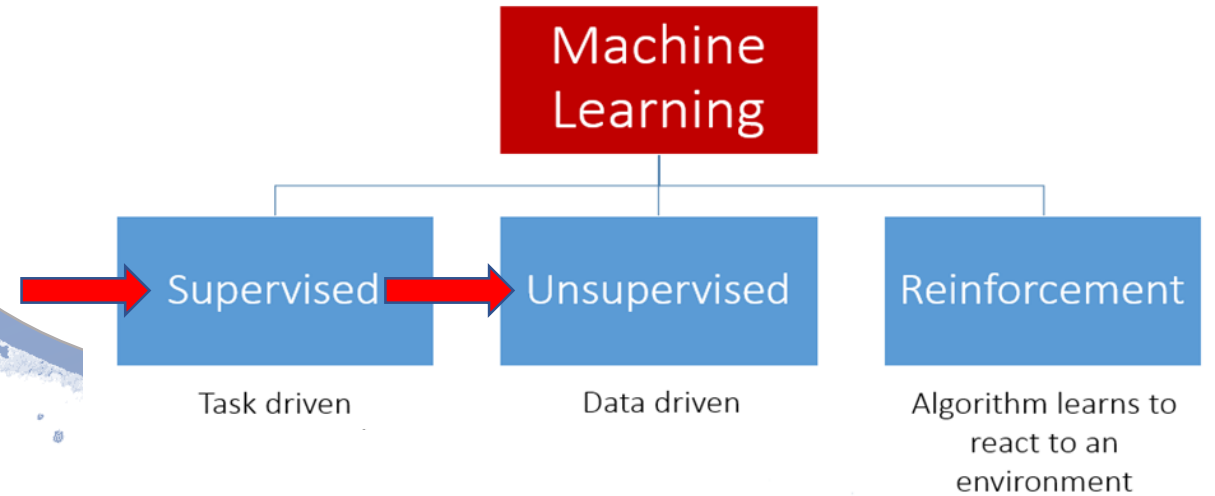 Machine
Learning
Supervised
Unsupervised
Reinforcement
Task driven
Data driven
Algorithm learns to
react to an
environment